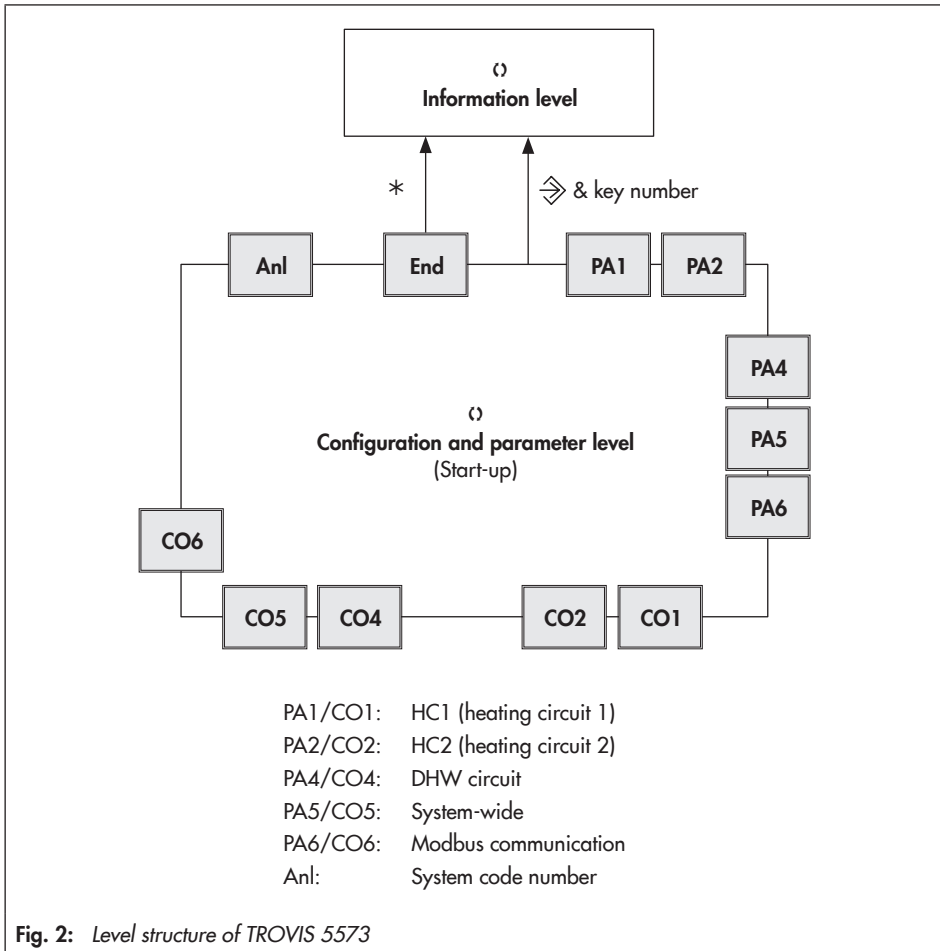 Information level
*
& key number
Anl
End
PA1
PA2
PA4
PA5
PA6
Configuration and parameter level
(Start-up)
CO6
CO5
CO4
CO2
CO1
PA1/CO1: HC1 (heating circuit 1)
PA2/CO2: HC2 (heating circuit 2)
PA4/CO4: DHW circuit
PA5/CO5: System-wide
PA6/CO6: Modbus communication
Anl: System code number
Fig. 2: Level structure of TROVIS 5573